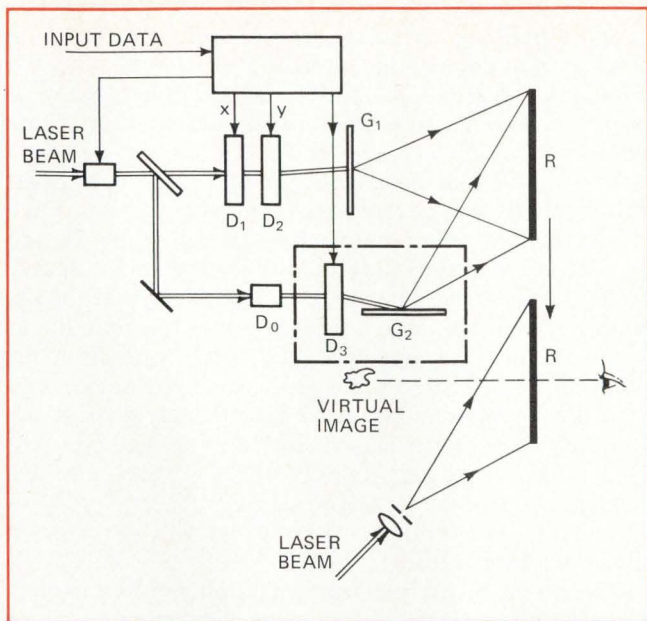 INPUT DATA
x
y
G₁
LASER
BEAM
R
D₁
D₂
D₀
D₃
G₂
R
VIRTUAL
IMAGE
LASER
BEAM